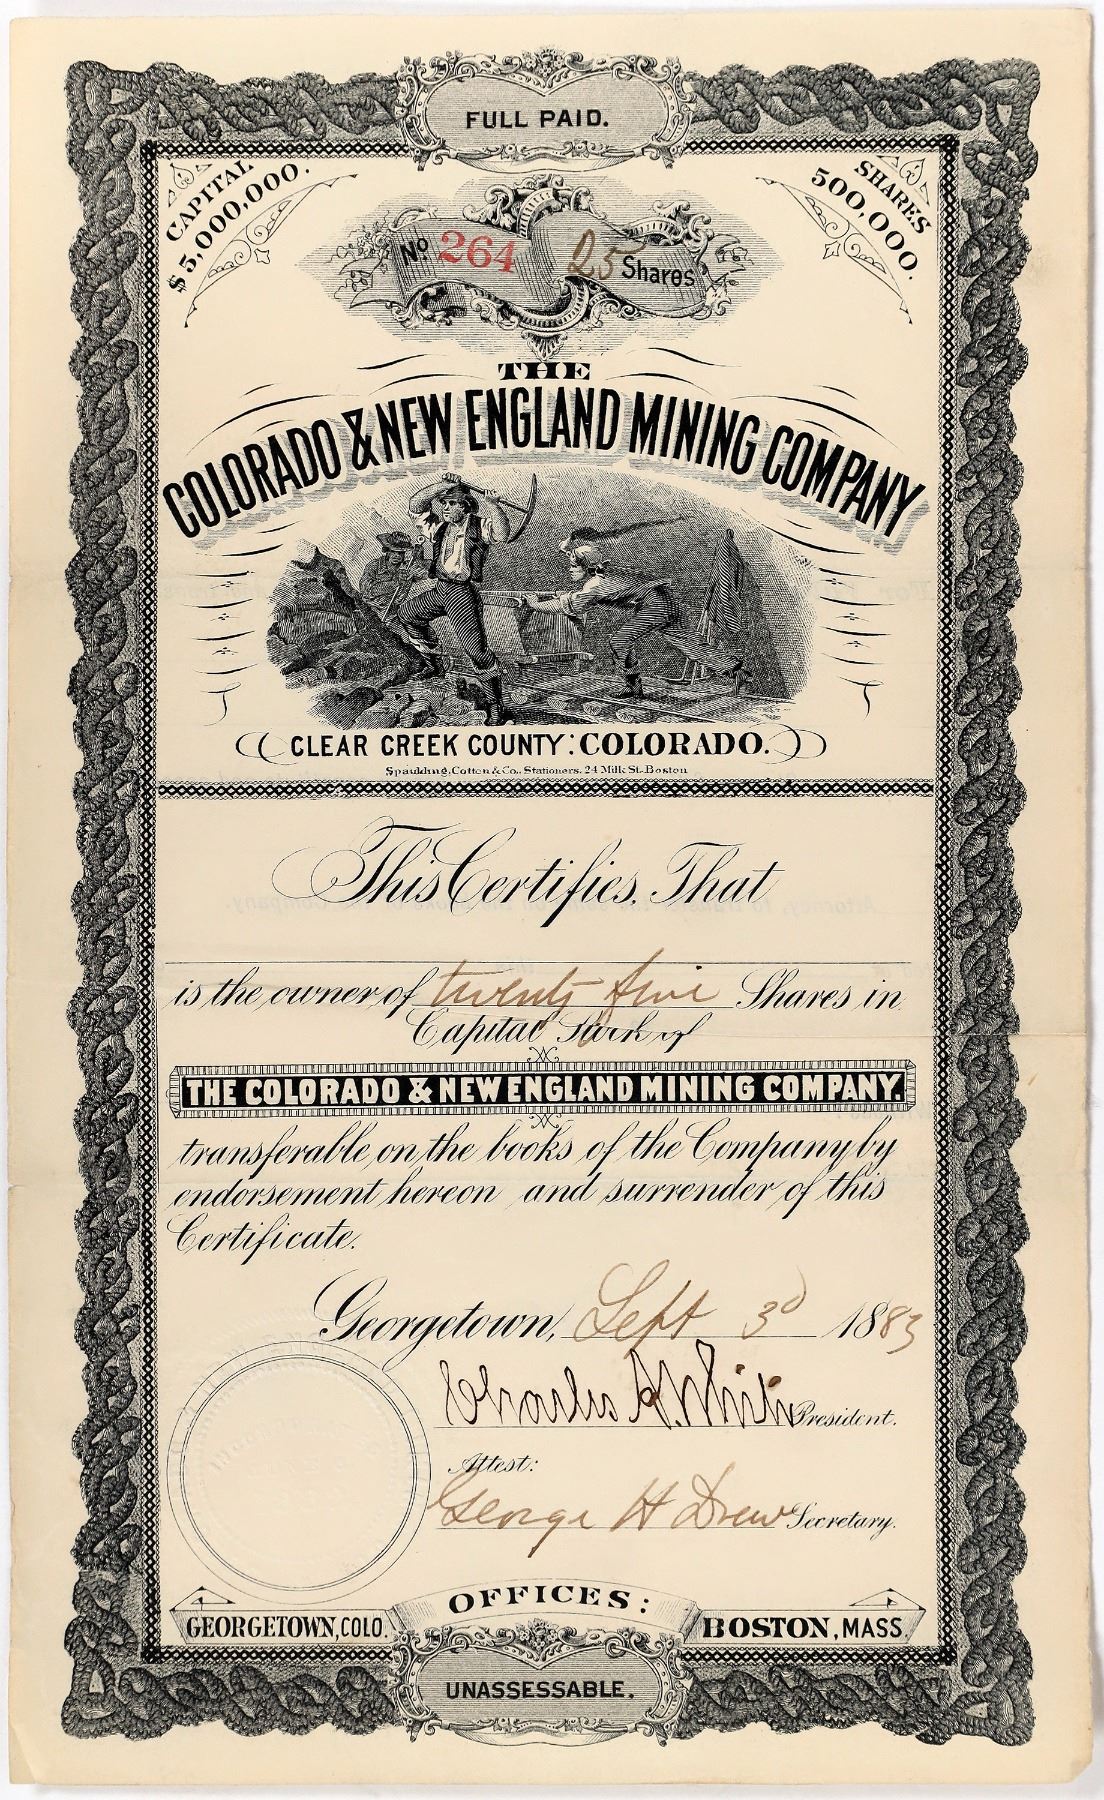 FULL PAID.
CAPITAL
$5,000,000.
SHARES
500,000.
No 264 25 Shares
THE
COLORADO & NEW ENGLAND MINING COMPANY
CLEAR CREEK COUNTY: COLORADO.
Spaulding, Cotten & Co., Stationers. 24 Milk St. Boston
This Certifies, That
is the owner of twenty five Shares in
Capital Stock of
THE COLORADO & NEW ENGLAND MINING COMPANY.
transferable on the books of the Company by
endorsement hereon and surrender of this
Certificate.
Georgetown, Sept 3d 1883
Charles A. White President.
Attest:
George H Drew Secretary.
OFFICES:
GEORGETOWN, COLO. BOSTON, MASS.
UNASSESSABLE.